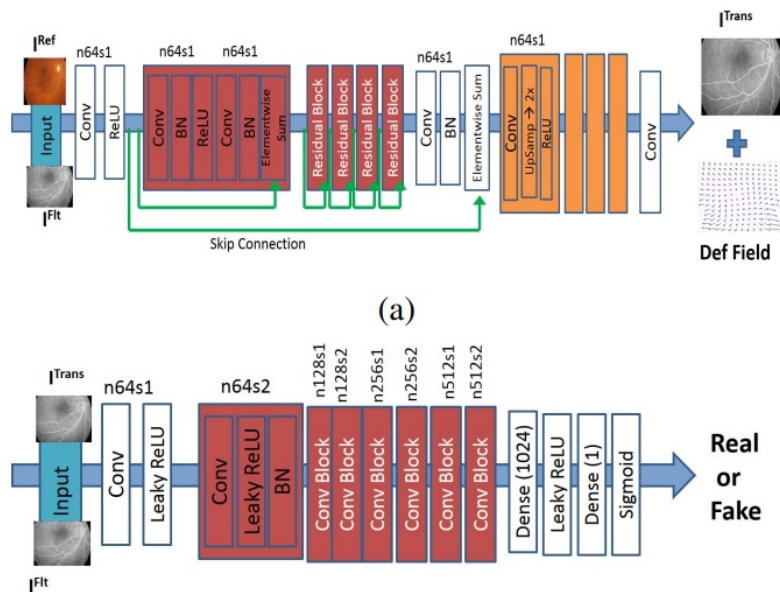 I^Ref
n64s1
n64s1 n64s1
n64s1
n64s1
I^Trans
Input
Conv
ReLU
Conv
BN
ReLU
Conv
BN
Elementwise Sum
Residual Block
Residual Block
Residual Block
Residual Block
Conv
BN
Elementwise Sum
Conv
UpSamp → 2x
ReLU
Conv
I^Flt
Skip Connection
Def Field
(a)
I^Trans
n64s1
n64s2
n128s1
n128s2
n256s1
n256s2
n512s1
n512s2
Input
Conv
Leaky ReLU
Conv
Leaky ReLU
BN
Conv Block
Conv Block
Conv Block
Conv Block
Conv Block
Conv Block
Dense (1024)
Leaky ReLU
Dense (1)
Sigmoid
Real
or
Fake
I^Flt